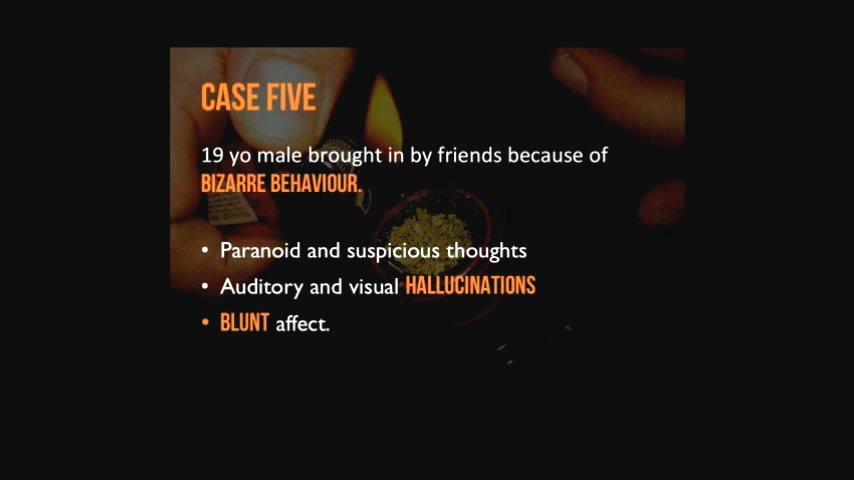 CASE FIVE
19 yo male brought in by friends because of
BIZARRE BEHAVIOUR.
• Paranoid and suspicious thoughts
• Auditory and visual HALLUCINATIONS
• BLUNT affect.